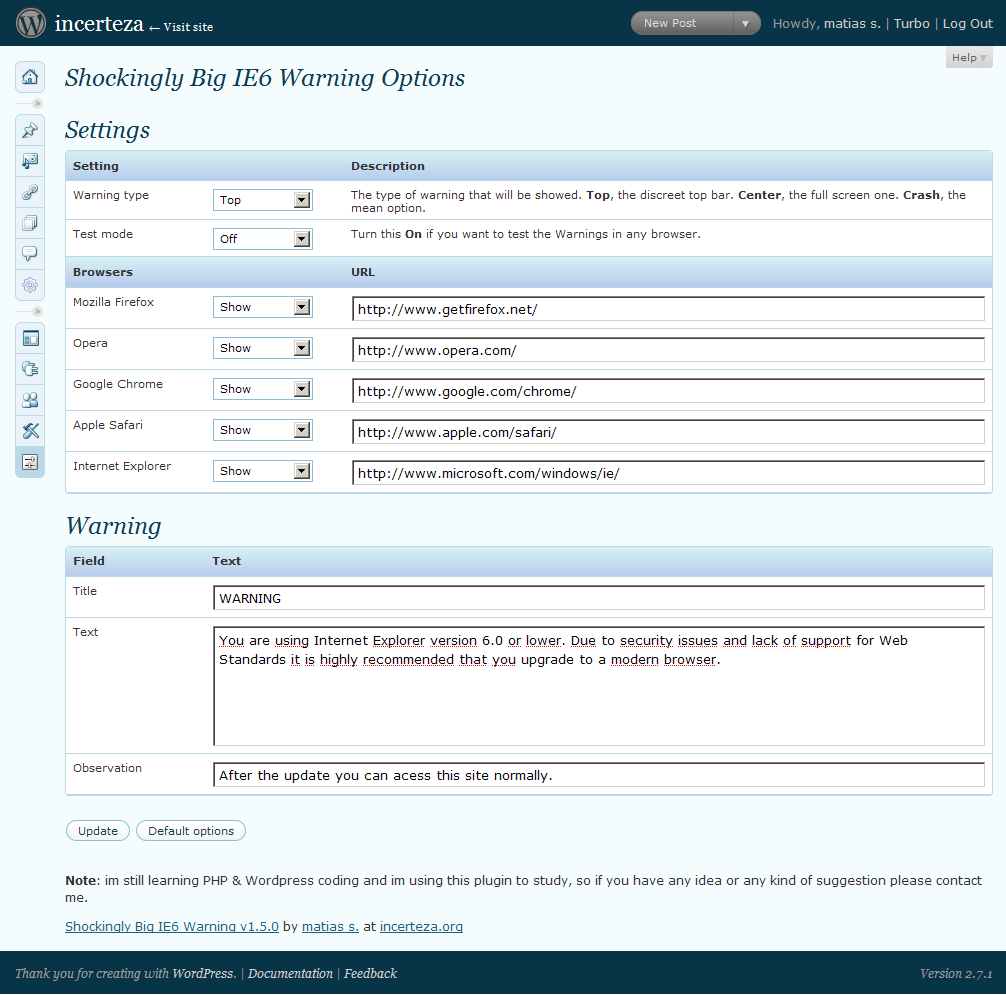 incerteza ← Visit site New Post ▼ Howdy, matias s. | Turbo | Log Out
Help ▼
Shockingly Big IE6 Warning Options
Settings
Setting Description
Warning type Top The type of warning that will be showed. Top, the discreet top bar. Center, the full screen one. Crash, the
mean option.
Test mode Off Turn this On if you want to test the Warnings in any browser.
Browsers URL
Mozilla Firefox Show http://www.getfirefox.net/
Opera Show http://www.opera.com/
Google Chrome Show http://www.google.com/chrome/
Apple Safari Show http://www.apple.com/safari/
Internet Explorer Show http://www.microsoft.com/windows/ie/
Warning
Field Text
Title WARNING
Text You are using Internet Explorer version 6.0 or lower. Due to security issues and lack of support for Web
Standards it is highly recommended that you upgrade to a modern browser.
Observation After the update you can acess this site normally.
Update Default options
Note: im still learning PHP & Wordpress coding and im using this plugin to study, so if you have any idea or any kind of suggestion please contact
me.
Shockingly Big IE6 Warning v1.5.0 by matias s. at incerteza.org
Thank you for creating with WordPress. | Documentation | Feedback Version 2.7.1